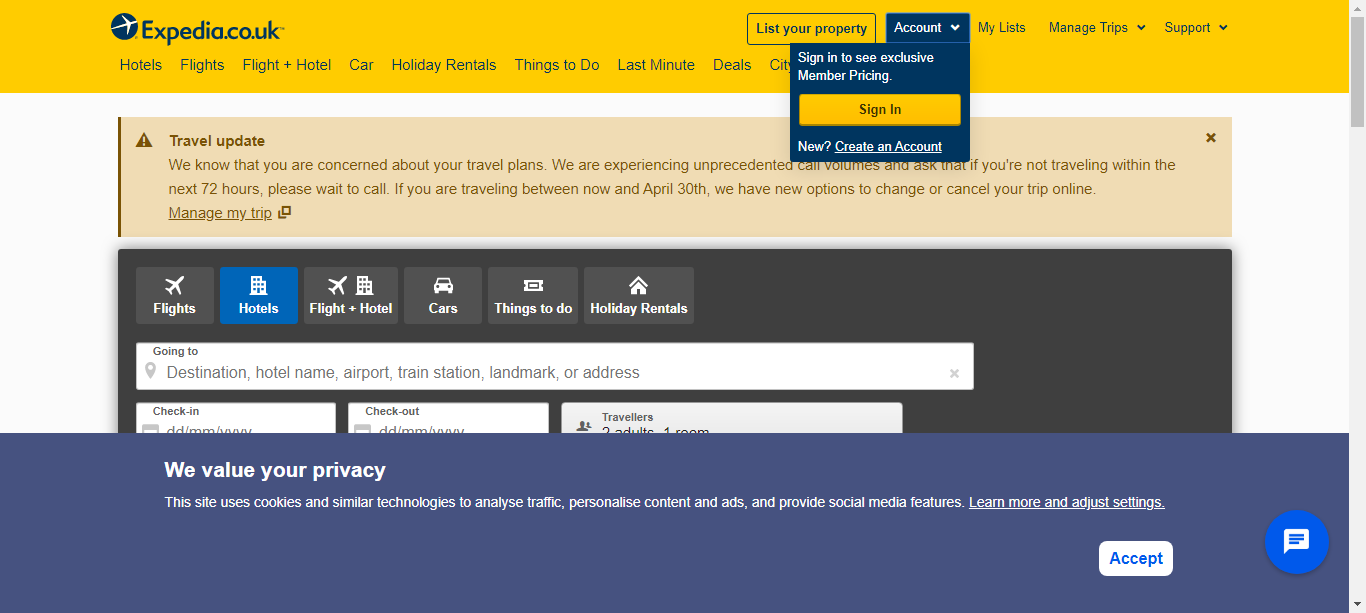 Expedia.co.uk™
List your property
Account
My Lists
Manage Trips
Support
Hotels
Flights
Flight + Hotel
Car
Holiday Rentals
Things to Do
Last Minute
Deals
Sign in to see exclusive
Member Pricing.
Sign In
New? Create an Account
Travel update
We know that you are concerned about your travel plans. We are experiencing unprecedented call volumes and ask that if you're not traveling within the
next 72 hours, please wait to call. If you are traveling between now and April 30th, we have new options to change or cancel your trip online.
Manage my trip
Flights
Hotels
Flight + Hotel
Cars
Things to do
Holiday Rentals
Going to
Destination, hotel name, airport, train station, landmark, or address
Check-in
dd/mm/yyyy
Check-out
dd/mm/yyyy
Travellers
2 adults, 1 room
We value your privacy
This site uses cookies and similar technologies to analyse traffic, personalise content and ads, and provide social media features. Learn more and adjust settings.
Accept